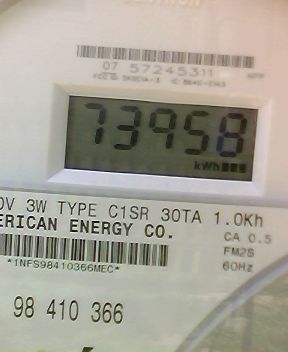 07 57245311
73958
kWh
0V 3W TYPE C1SR 30TA 1.0Kh
ERICAN ENERGY CO.
CA 0.5
FM2S
60Hz
*1NFS98410366MEC*
98 410 366